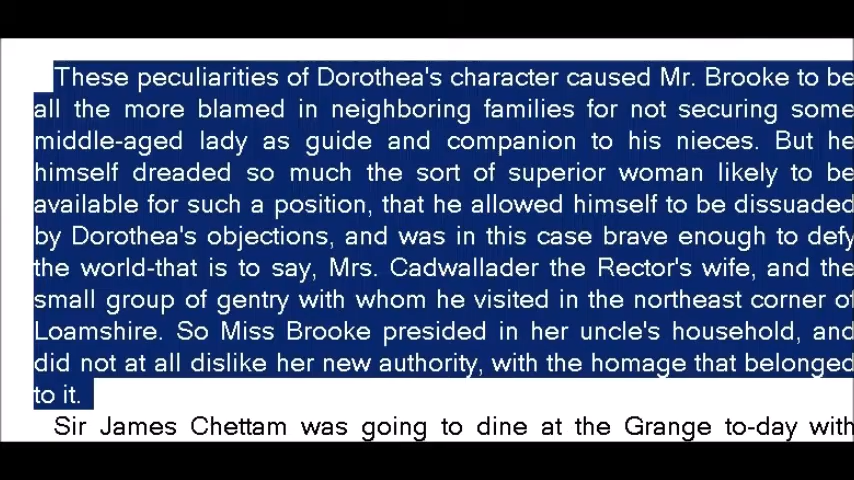 These peculiarities of Dorothea's character caused Mr. Brooke to be
all the more blamed in neighboring families for not securing some
middle-aged lady as guide and companion to his nieces. But he
himself dreaded so much the sort of superior woman likely to be
available for such a position, that he allowed himself to be dissuaded
by Dorothea's objections, and was in this case brave enough to defy
the world-that is to say, Mrs. Cadwallader the Rector's wife, and the
small group of gentry with whom he visited in the northeast corner of
Loamshire. So Miss Brooke presided in her uncle's household, and
did not at all dislike her new authority, with the homage that belonged
to it.
Sir James Chettam was going to dine at the Grange to-day with